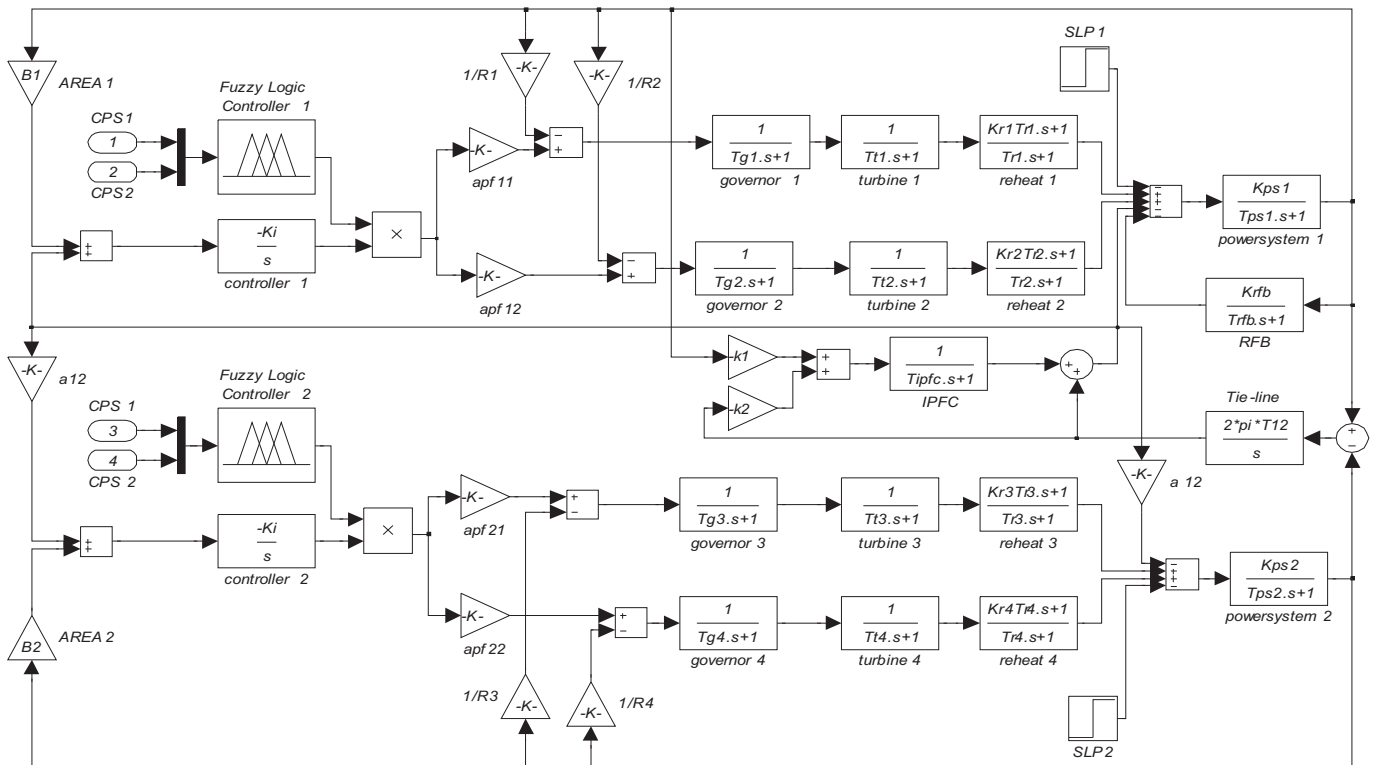 SLP 1
B1
AREA 1
Fuzzy Logic
Controller 1
-K-
1/R1
-K-
1/R2
CPS1
1
2
CPS2
-K-
apf 11
−
+
1
Tg1.s+1
governor 1
1
Tt1.s+1
turbine 1
Kr1Tr1.s+1
Tr1.s+1
reheat 1
−
+
+
−
Kps1
Tps1.s+1
powersystem 1
+
+
-Ki
s
controller 1
×
-K-
apf 12
−
+
1
Tg2.s+1
governor 2
1
Tt2.s+1
turbine 2
Kr2Tr2.s+1
Tr2.s+1
reheat 2
Krfb
Trfb.s+1
RFB
-K-
a12
-k1
-k2
+
+
1
Tipfc.s+1
IPFC
+
+
Tie-line
2*pi*T12
s
+
−
Fuzzy Logic
Controller 2
CPS 1
3
4
CPS 2
-K-
a 12
-K-
apf 21
+
−
1
Tg3.s+1
governor 3
1
Tt3.s+1
turbine 3
Kr3Tr3.s+1
Tr3.s+1
reheat 3
+
+
-Ki
s
controller 2
×
−
+
+
−
Kps2
Tps2.s+1
powersystem 2
-K-
apf 22
+
−
1
Tg4.s+1
governor 4
1
Tt4.s+1
turbine 4
Kr4Tr4.s+1
Tr4.s+1
reheat 4
AREA 2
B2
1/R3
-K-
1/R4
-K-
SLP2